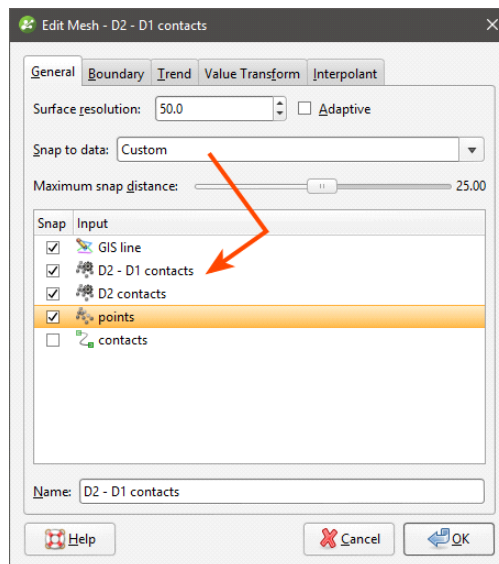 Edit Mesh - D2 - D1 contacts
General Boundary Trend Value Transform Interpolant
Surface resolution: 50.0 Adaptive
Snap to data: Custom
Maximum snap distance: 25.00
Snap Input
GIS line
D2 - D1 contacts
D2 contacts
points
contacts
Name: D2 - D1 contacts
Help Cancel OK